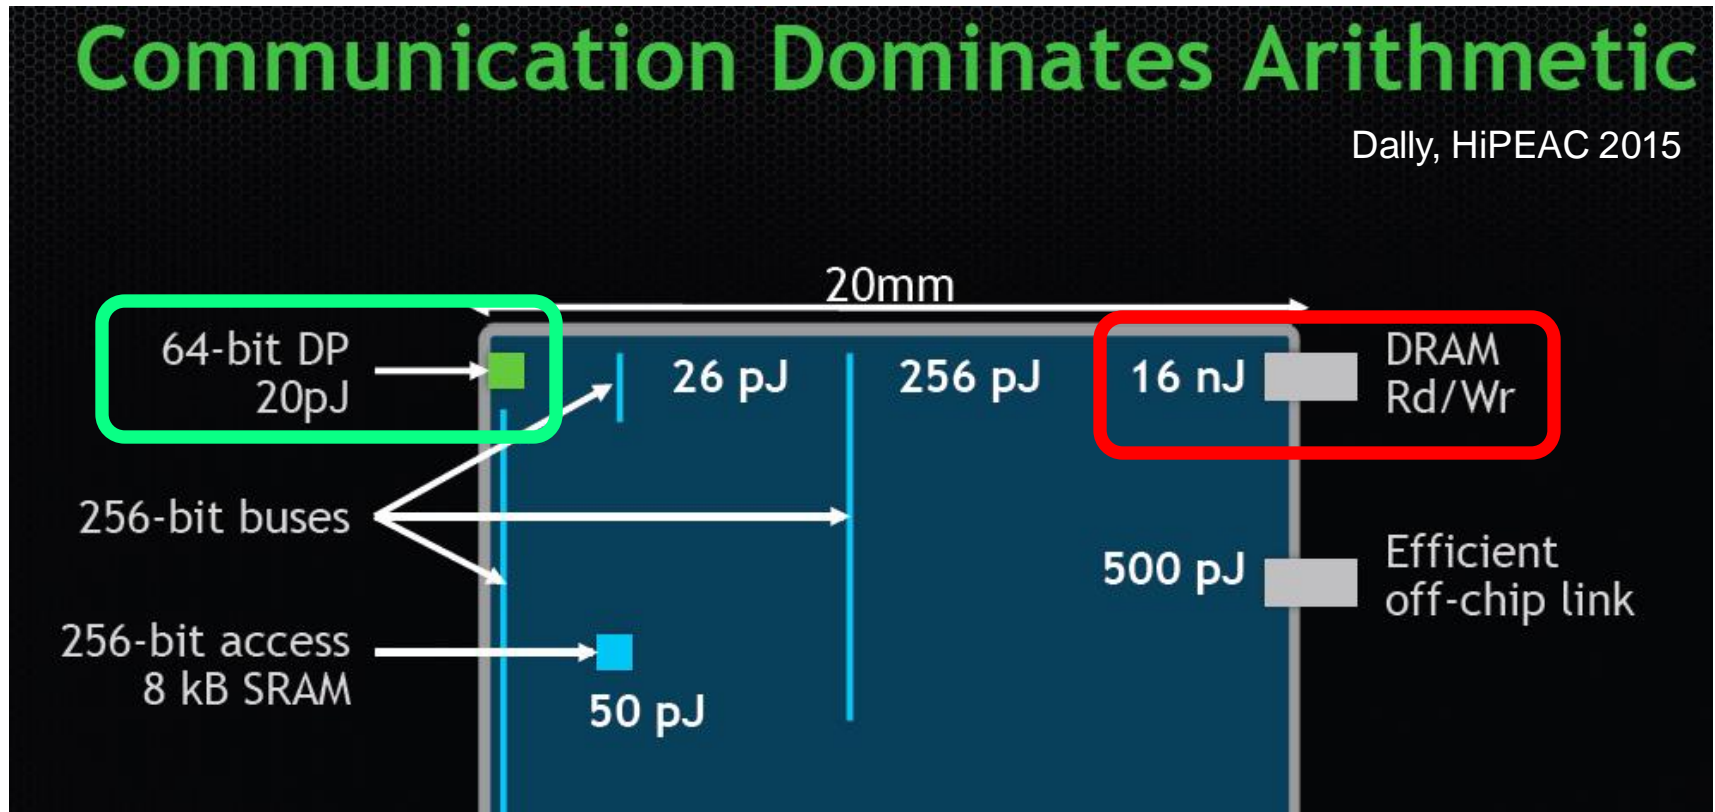 Communication Dominates Arithmetic
Dally, HiPEAC 2015
20mm
64-bit DP
20pJ
26 pJ
256 pJ
16 nJ
DRAM
Rd/Wr
256-bit buses
500 pJ
Efficient
off-chip link
256-bit access
8 kB SRAM
50 pJ